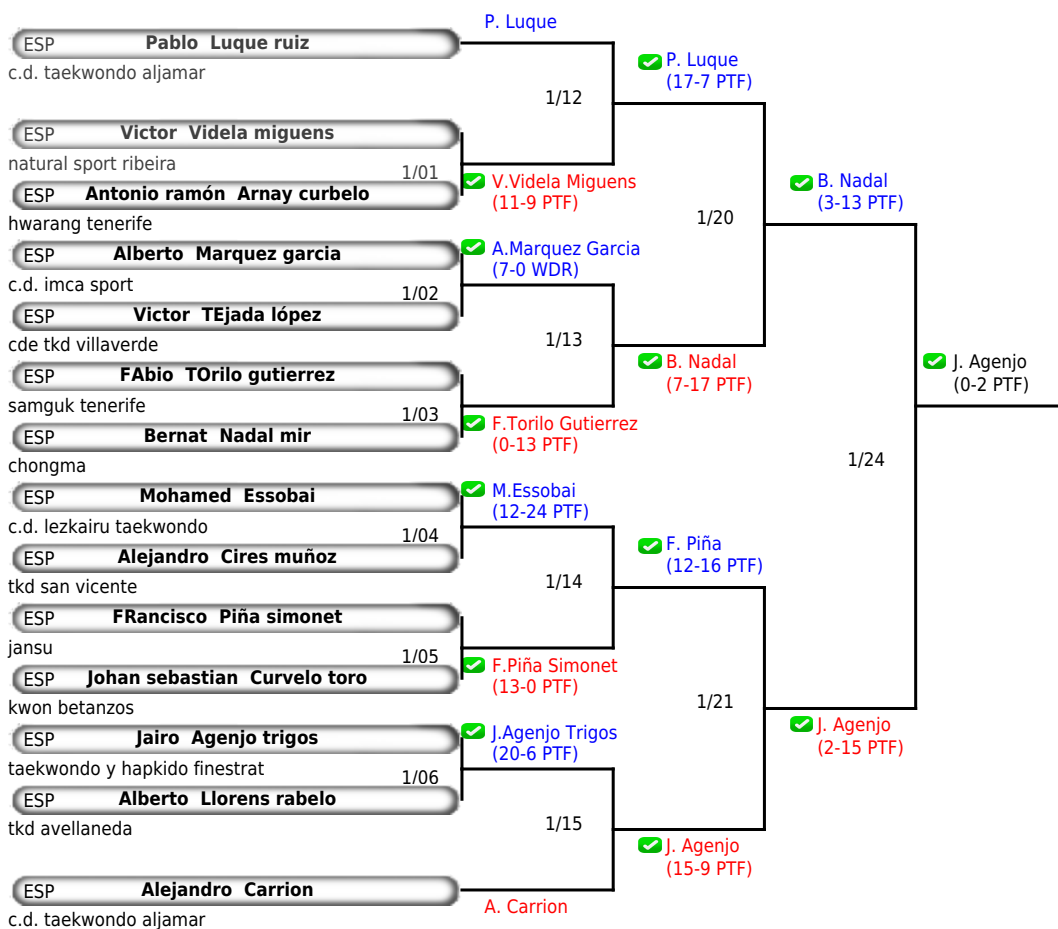 P. Luque
ESP Pablo Luque ruiz
c.d. taekwondo aljamar
P. Luque
(17-7 PTF)
1/12
ESP Victor Videla miguens
natural sport ribeira
1/01
V.Videla Miguens
(11-9 PTF)
ESP Antonio ramón Arnay curbelo
hwarang tenerife
B. Nadal
(3-13 PTF)
1/20
ESP Alberto Marquez garcia
c.d. imca sport
A.Marquez Garcia
(7-0 WDR)
1/02
ESP Victor TEjada lópez
cde tkd villaverde
1/13
B. Nadal
(7-17 PTF)
J. Agenjo
(0-2 PTF)
ESP FAbio TOrilo gutierrez
samguk tenerife
1/03
F.Torilo Gutierrez
(0-13 PTF)
ESP Bernat Nadal mir
chongma
1/24
ESP Mohamed Essobai
c.d. lezkairu taekwondo
M.Essobai
(12-24 PTF)
1/04
ESP Alejandro Cires muñoz
tkd san vicente
F. Piña
(12-16 PTF)
1/14
ESP FRancisco Piña simonet
jansu
1/05
F.Piña Simonet
(13-0 PTF)
ESP Johan sebastian Curvelo toro
kwon betanzos
1/21
J. Agenjo
(2-15 PTF)
ESP Jairo Agenjo trigos
taekwondo y hapkido finestrat
J.Agenjo Trigos
(20-6 PTF)
1/06
ESP Alberto Llorens rabelo
tkd avellaneda
1/15
J. Agenjo
(15-9 PTF)
ESP Alejandro Carrion
c.d. taekwondo aljamar
A. Carrion